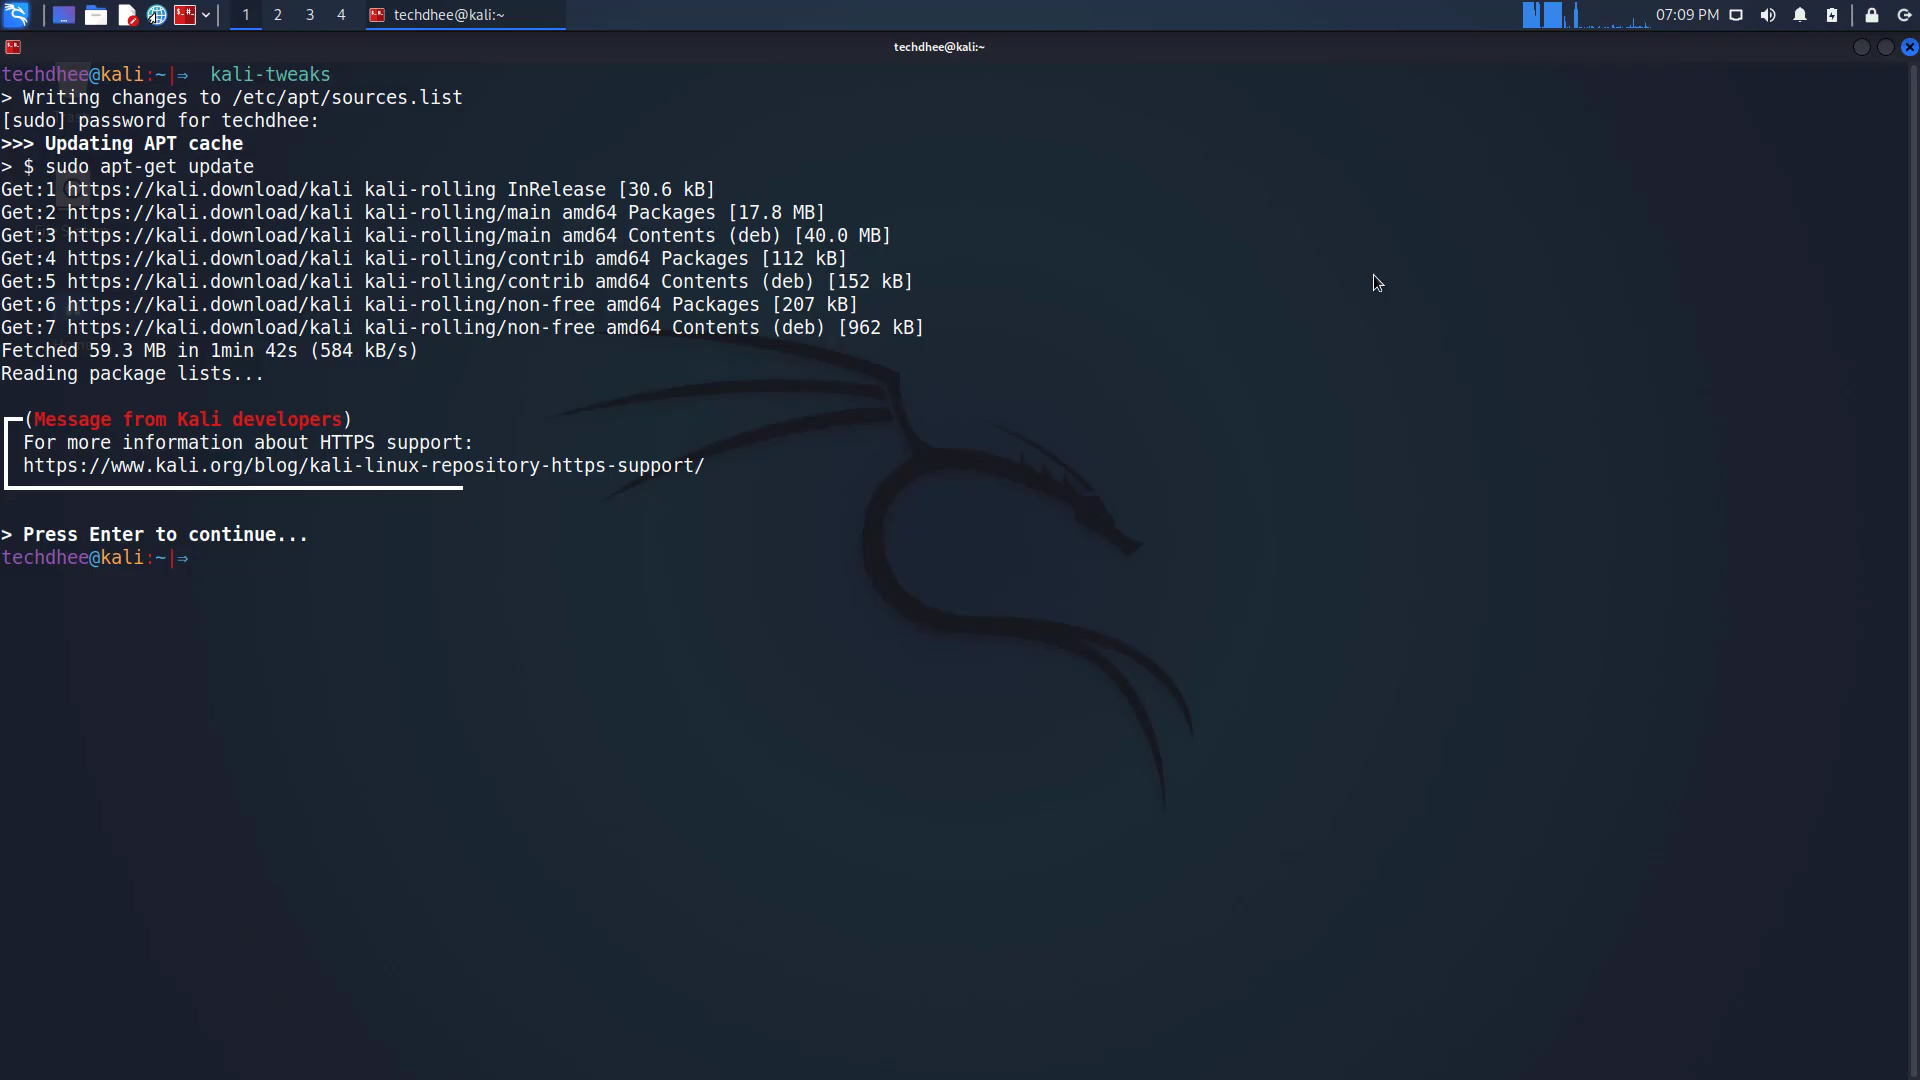 1 2 3 4 techdhee@kali:~ 07:09 PM
techdhee@kali:~
techdhee@kali:~|⇒  kali-tweaks
> Writing changes to /etc/apt/sources.list
[sudo] password for techdhee:
>>> Updating APT cache
> $ sudo apt-get update
Get:1 https://kali.download/kali kali-rolling InRelease [30.6 kB]
Get:2 https://kali.download/kali kali-rolling/main amd64 Packages [17.8 MB]
Get:3 https://kali.download/kali kali-rolling/main amd64 Contents (deb) [40.0 MB]
Get:4 https://kali.download/kali kali-rolling/contrib amd64 Packages [112 kB]
Get:5 https://kali.download/kali kali-rolling/contrib amd64 Contents (deb) [152 kB]
Get:6 https://kali.download/kali kali-rolling/non-free amd64 Packages [207 kB]
Get:7 https://kali.download/kali kali-rolling/non-free amd64 Contents (deb) [962 kB]
Fetched 59.3 MB in 1min 42s (584 kB/s)
Reading package lists...
(Message from Kali developers)
For more information about HTTPS support:
https://www.kali.org/blog/kali-linux-repository-https-support/
> Press Enter to continue...
techdhee@kali:~|⇒